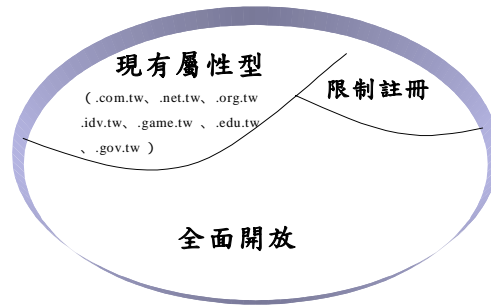 現有屬性型
（ .com.tw、.net.tw、.org.tw
.idv.tw、.game.tw 、.edu.tw
、.gov.tw ）
限制註冊
全面開放